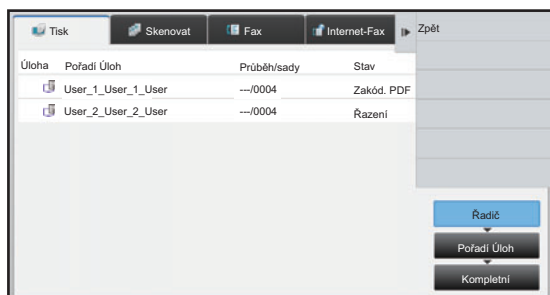 Tisk Skenovat Fax Internet-Fax Zpět
Úloha Pořadí Úloh Průběh/sady Stav
User_1_User_1_User ---/0004 Zakód. PDF
User_2_User_2_User ---/0004 Řazení
Řadič
Pořadí Úloh
Kompletní